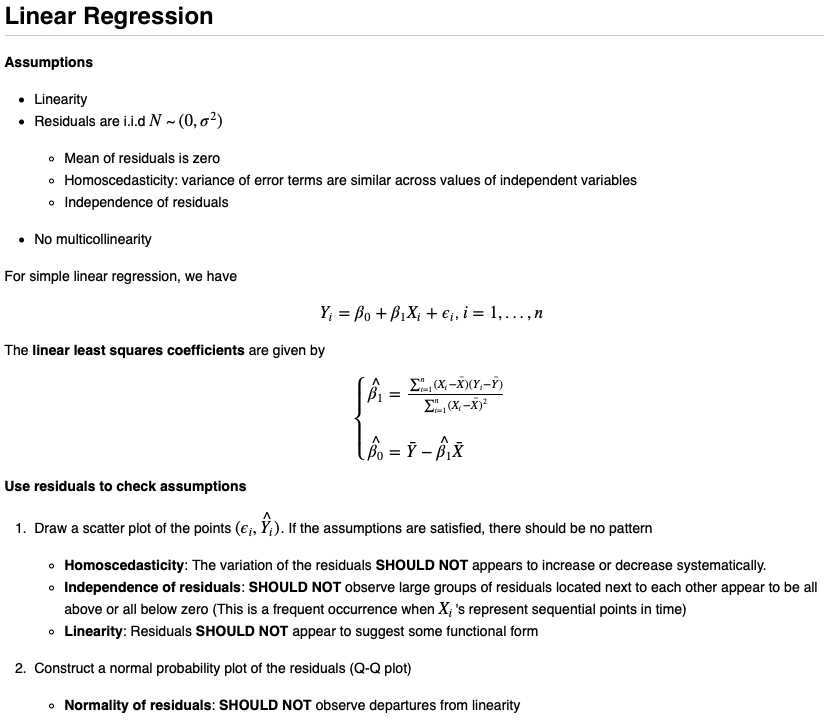 Linear Regression
Assumptions
• Linearity
• Residuals are i.i.d N ~ (0, σ²)
◦ Mean of residuals is zero
◦ Homoscedasticity: variance of error terms are similar across values of independent variables
◦ Independence of residuals
• No multicollinearity
For simple linear regression, we have
Yᵢ = β₀ + β₁Xᵢ + ϵᵢ, i = 1, . . . , n
The linear least squares coefficients are given by
{ β̂₁ = ∑ⁿᵢ₌₁(Xᵢ−X̄)(Yᵢ−Ȳ) / ∑ⁿᵢ₌₁(Xᵢ−X̄)²
β̂₀ = Ȳ − β̂₁X̄
Use residuals to check assumptions
1. Draw a scatter plot of the points (ϵᵢ, Ŷᵢ). If the assumptions are satisfied, there should be no pattern
◦ Homoscedasticity: The variation of the residuals SHOULD NOT appears to increase or decrease systematically.
◦ Independence of residuals: SHOULD NOT observe large groups of residuals located next to each other appear to be all
above or all below zero (This is a frequent occurrence when Xᵢ 's represent sequential points in time)
◦ Linearity: Residuals SHOULD NOT appear to suggest some functional form
2. Construct a normal probability plot of the residuals (Q-Q plot)
◦ Normality of residuals: SHOULD NOT observe departures from linearity